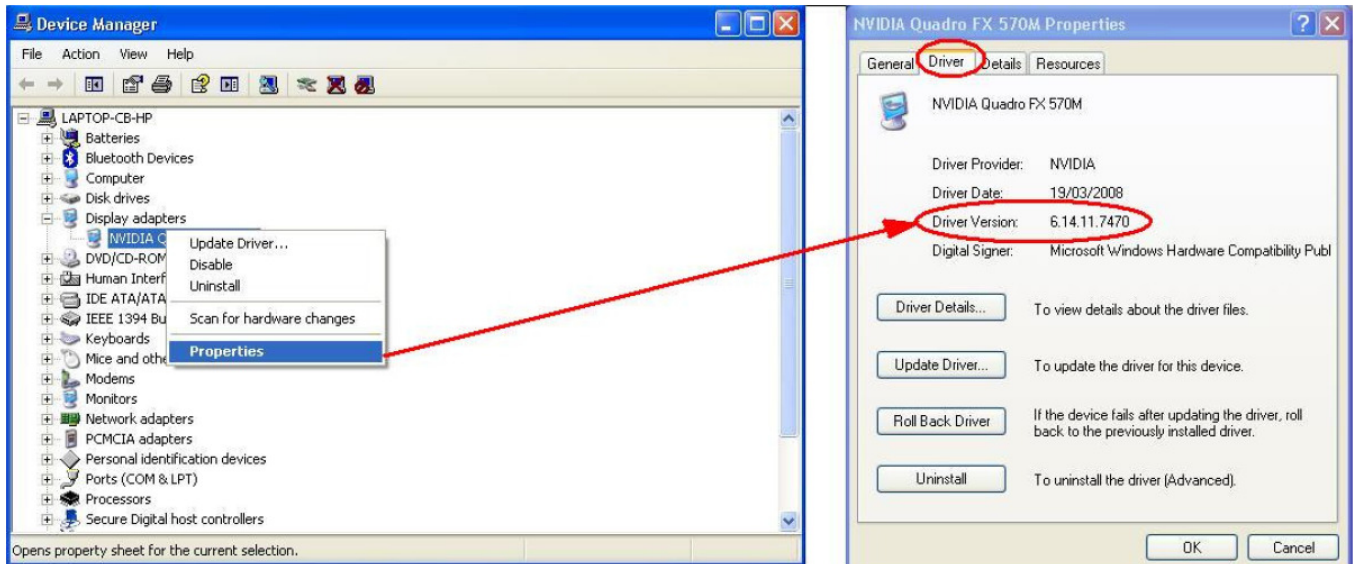 Device Manager
File Action View Help
LAPTOP-CB-HP
Batteries
Bluetooth Devices
Computer
Disk drives
Display adapters
NVIDIA Q
DVD/CD-ROM
Human Interf
IDE ATA/ATA
IEEE 1394 Bu
Keyboards
Mice and othe
Modems
Monitors
Network adapters
PCMCIA adapters
Personal identification devices
Ports (COM & LPT)
Processors
Secure Digital host controllers
Update Driver...
Disable
Uninstall
Scan for hardware changes
Properties
Opens property sheet for the current selection.
NVIDIA Quadro FX 570M Properties
General Driver Details Resources
NVIDIA Quadro FX 570M
Driver Provider: NVIDIA
Driver Date: 19/03/2008
Driver Version: 6.14.11.7470
Digital Signer: Microsoft Windows Hardware Compatibility Publ
Driver Details... To view details about the driver files.
Update Driver... To update the driver for this device.
Roll Back Driver If the device fails after updating the driver, roll
back to the previously installed driver.
Uninstall To uninstall the driver (Advanced).
OK Cancel